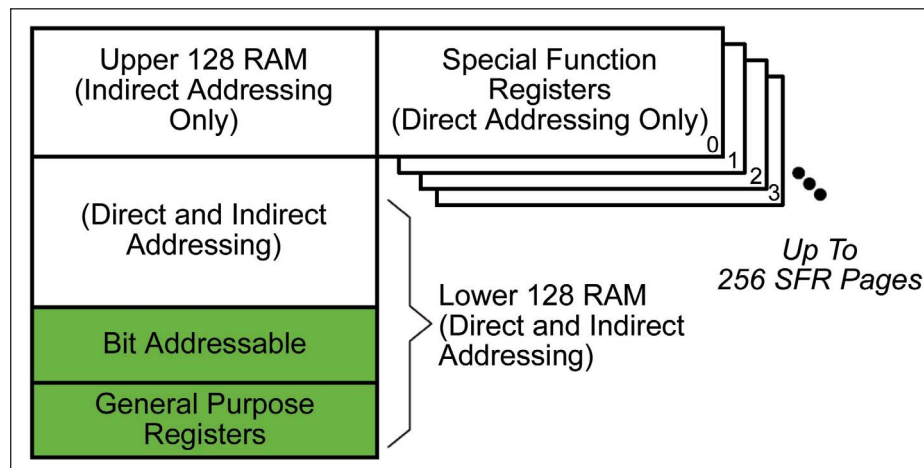 Upper 128 RAM
(Indirect Addressing
Only)
Special Function
Registers
(Direct Addressing Only)
0
1
2
3
(Direct and Indirect
Addressing)
Up To
256 SFR Pages
Lower 128 RAM
(Direct and Indirect
Addressing)
Bit Addressable
General Purpose
Registers